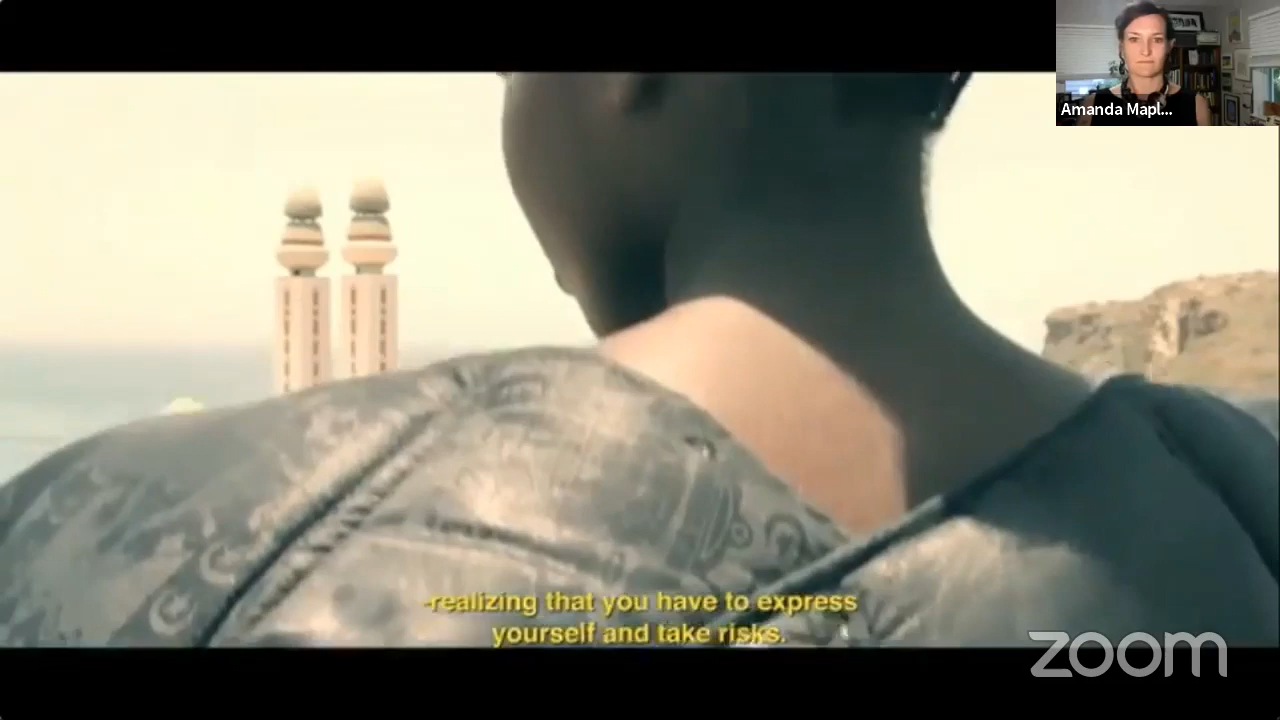 Amanda Mapl...
-realizing that you have to express
yourself and take risks.
zoom